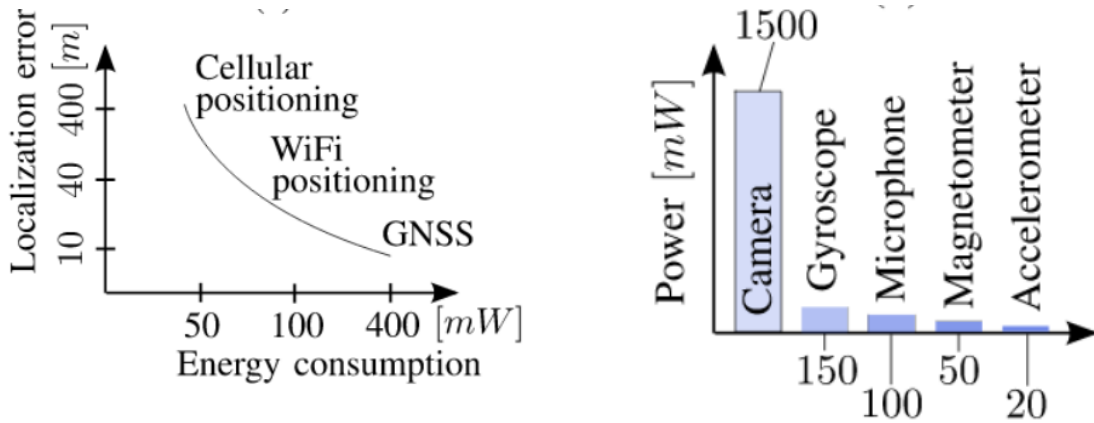 Localization error [m]
400
40
10
Cellular
positioning
WiFi
positioning
GNSS
50 100 400 [mW]
Energy consumption
1500
Power [mW]
Camera
Gyroscope
Microphone
Magnetometer
Accelerometer
150
100
50
20